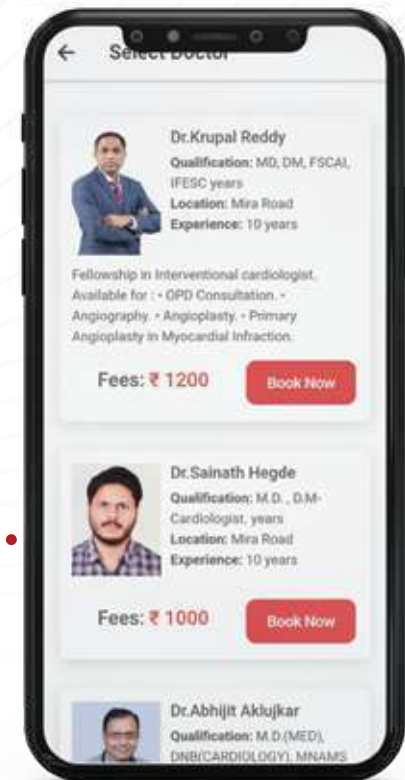 Select Doctor
Dr.Krupal Reddy
Qualification: MD, DM, FSCAI,
IFESC years
Location: Mira Road
Experience: 10 years
Fellowship in Interventional cardiologist.
Available for : • OPD Consultation. •
Angiography. • Angioplasty. • Primary
Angioplasty in Myocardial Infraction.
Fees: ₹ 1200
Book Now
Dr.Sainath Hegde
Qualification: M.D. , D.M-
Cardiologist, years
Location: Mira Road
Experience: 10 years
Fees: ₹ 1000
Book Now
Dr.Abhijit Aklujkar
Qualification: M.D.(MED),
DNB(CARDIOLOGY), MNAMS